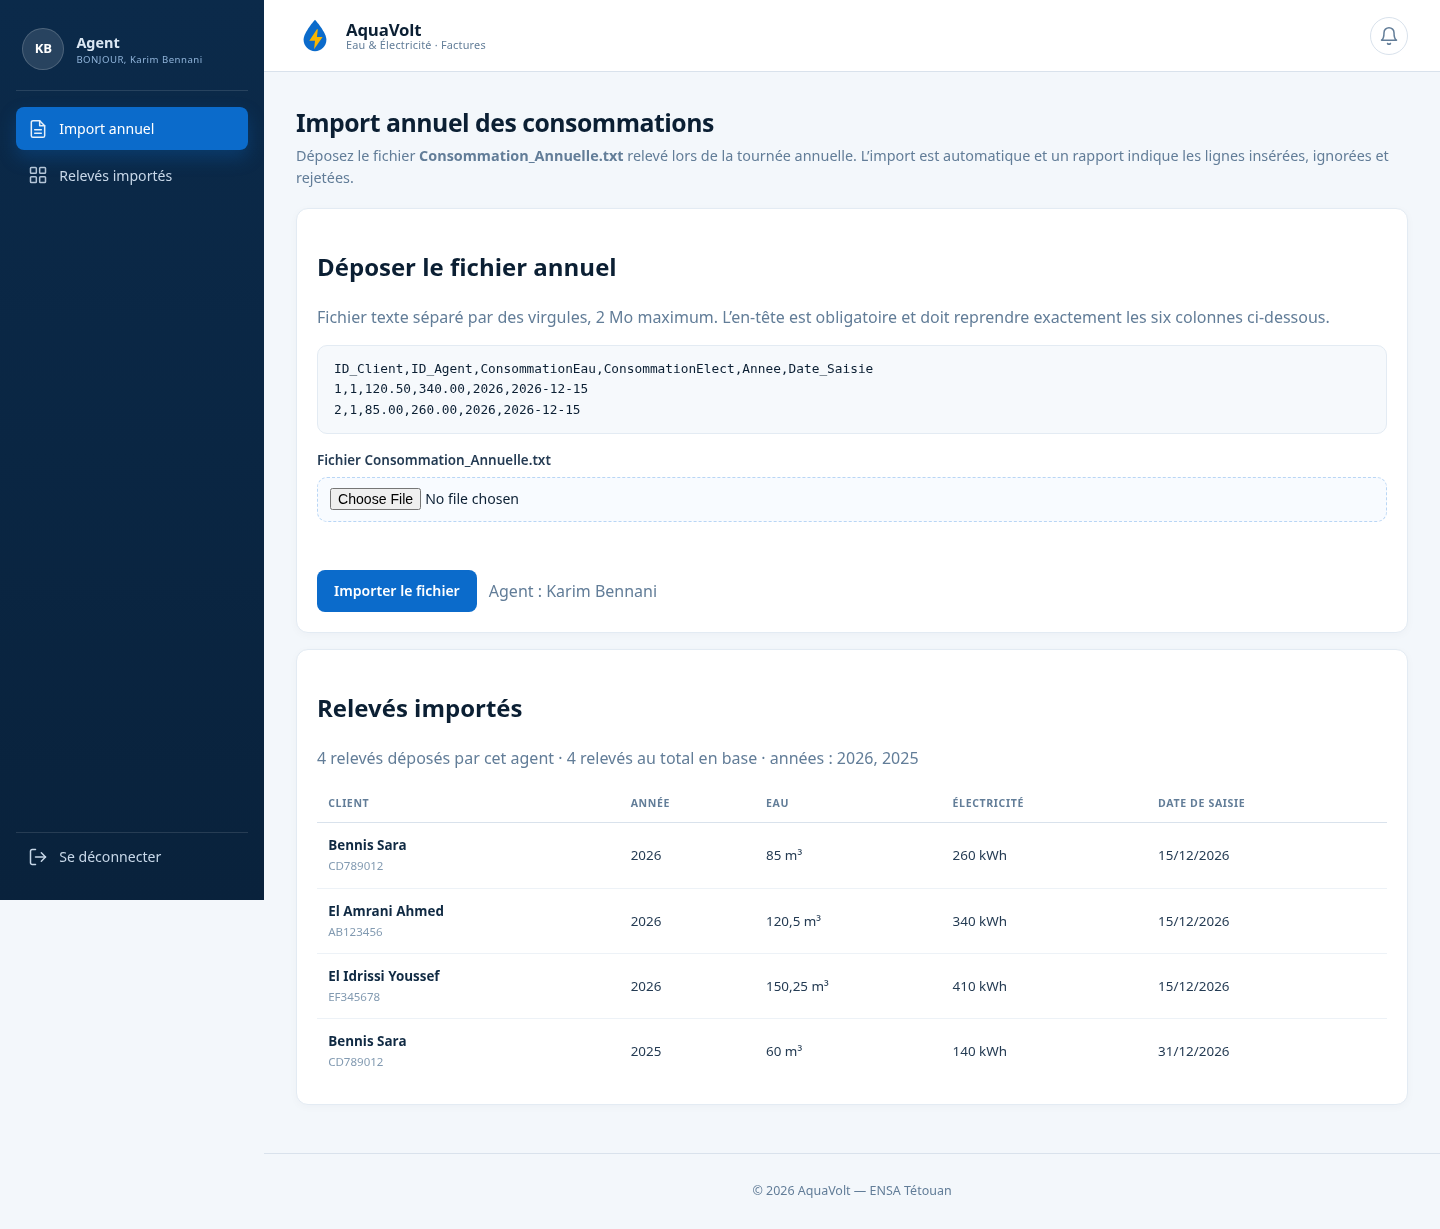 KB
Agent
BONJOUR, Karim Bennani
Import annuel
Relevés importés
Se déconnecter
AquaVolt
Eau & Électricité · Factures
Import annuel des consommations
Déposez le fichier Consommation_Annuelle.txt relevé lors de la tournée annuelle. L’import est automatique et un rapport indique les lignes insérées, ignorées et
rejetées.
Déposer le fichier annuel
Fichier texte séparé par des virgules, 2 Mo maximum. L’en-tête est obligatoire et doit reprendre exactement les six colonnes ci-dessous.
ID_Client,ID_Agent,ConsommationEau,ConsommationElect,Annee,Date_Saisie
1,1,120.50,340.00,2026,2026-12-15
2,1,85.00,260.00,2026,2026-12-15
Fichier Consommation_Annuelle.txt
Choose File No file chosen
Importer le fichier Agent : Karim Bennani
Relevés importés
4 relevés déposés par cet agent · 4 relevés au total en base · années : 2026, 2025
CLIENT ANNÉE EAU ÉLECTRICITÉ DATE DE SAISIE
Bennis Sara
CD789012
2026 85 m³ 260 kWh 15/12/2026
El Amrani Ahmed
AB123456
2026 120,5 m³ 340 kWh 15/12/2026
El Idrissi Youssef
EF345678
2026 150,25 m³ 410 kWh 15/12/2026
Bennis Sara
CD789012
2025 60 m³ 140 kWh 31/12/2026
© 2026 AquaVolt — ENSA Tétouan